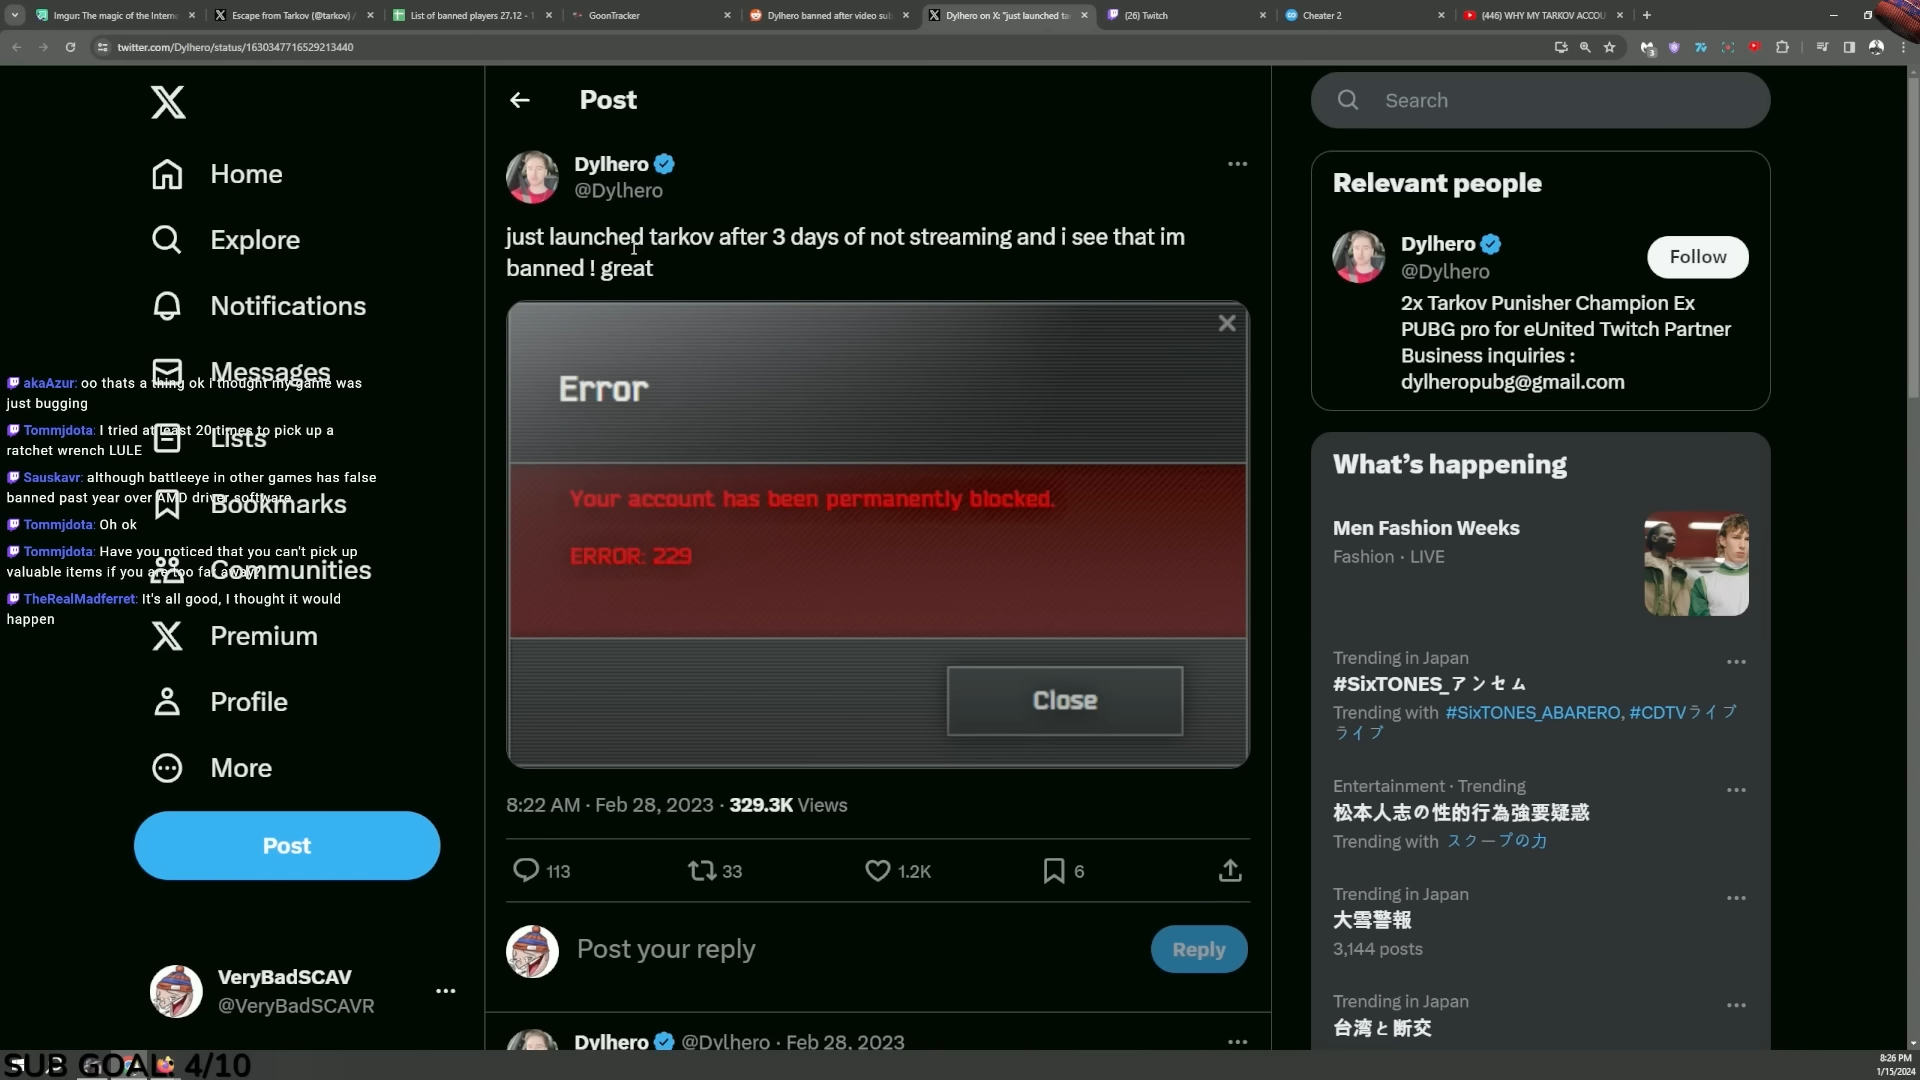 Imgur: The magic of the Interne
Escape from Tarkov (@tarkov) /
List of banned players 27.12 - 1
GoonTracker
Dylhero banned after video sub
Dylhero on X: "just launched ta
(26) Twitch
Cheater 2
(446) WHY MY TARKOV ACCOU
twitter.com/Dylhero/status/1630347716529213440
Home
Explore
Notifications
Messages
Lists
Bookmarks
Communities
Premium
Profile
More
Post
VeryBadSCAV
@VeryBadSCAVR
akaAzur: oo thats a thing ok i thought my game was
just bugging
Tommjdota: I tried at least 20 times to pick up a
ratchet wrench LULE
Sauskavr: although battleeye in other games has false
banned past year over AMD driver software
Tommjdota: Oh ok
Tommjdota: Have you noticed that you can't pick up
valuable items if you are too far away?
TheRealMadferret: It's all good, I thought it would
happen
SUB GOAL: 4/10
Post
Dylhero
@Dylhero
just launched tarkov after 3 days of not streaming and i see that im
banned ! great
Error
Your account has been permanently blocked.
ERROR: 229
Close
8:22 AM · Feb 28, 2023 · 329.3K Views
113
33
1.2K
6
Post your reply
Reply
Dylhero @Dylhero · Feb 28, 2023
Search
Relevant people
Dylhero
@Dylhero
Follow
2x Tarkov Punisher Champion Ex
PUBG pro for eUnited Twitch Partner
Business inquiries :
dylheropubg@gmail.com
What's happening
Men Fashion Weeks
Fashion · LIVE
Trending in Japan
#SixTONES_アンセム
Trending with #SixTONES_ABARERO, #CDTVライブ
ライブ
Entertainment · Trending
松本人志の性的行為強要疑惑
Trending with スクープの力
Trending in Japan
大雪警報
3,144 posts
Trending in Japan
台湾と断交
8:26 PM
1/15/2024